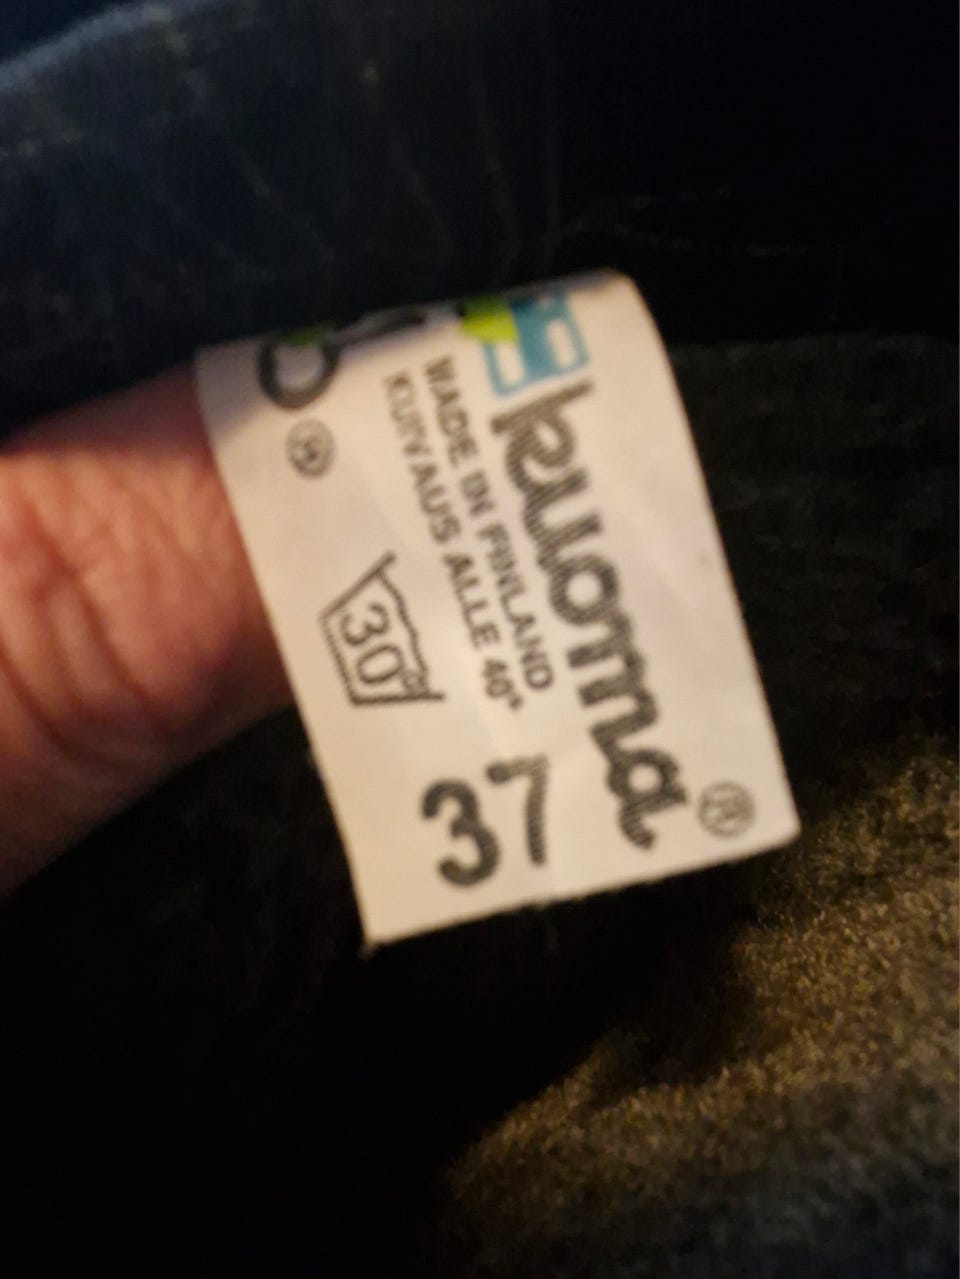 kuoma®
MADE IN FINLAND
KUIVAUS ALLE 40°
30°
37
®